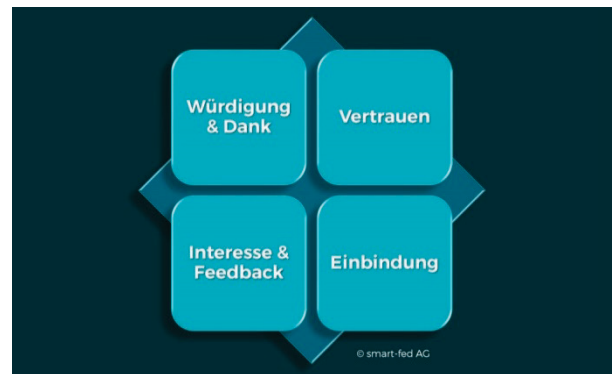 Würdigung
& Dank
Vertrauen
Interesse &
Feedback
Einbindung
© smart-fed AG